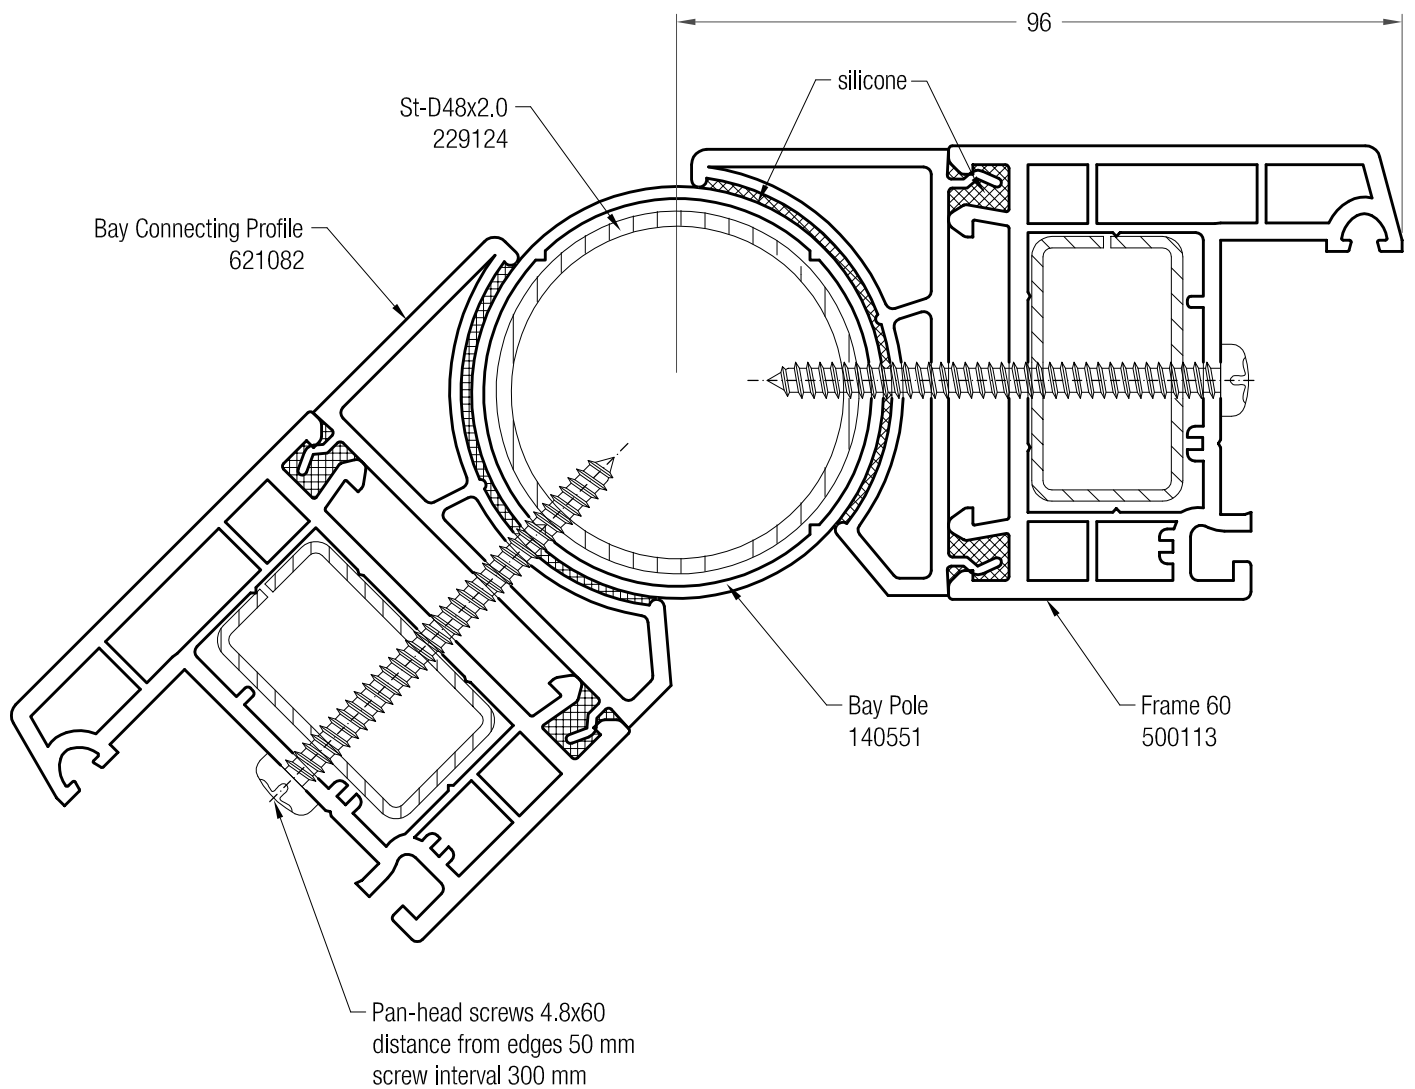 96
silicone
St-D48x2.0
229124
Bay Connecting Profile
621082
Bay Pole
140551
Frame 60
500113
Pan-head screws 4.8x60
distance from edges 50 mm
screw interval 300 mm